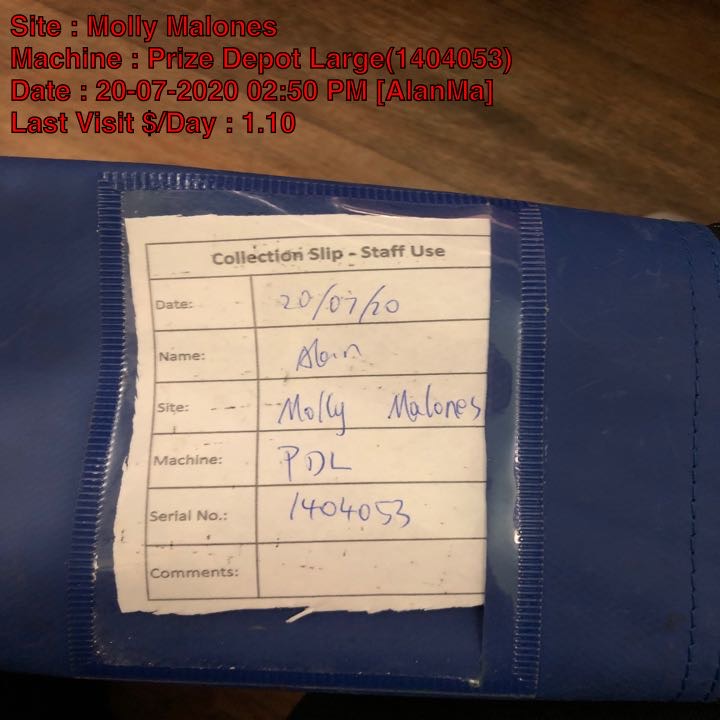 Site : Molly Malones
Machine : Prize Depot Large(1404053)
Date : 20-07-2020 02:50 PM [AlanMa]
Last Visit $/Day : 1.10
Collection Slip - Staff Use
Date: 20/07/20
Name: Alan
Site: Molly Malones
Machine: PDL
Serial No.: 1404053
Comments: